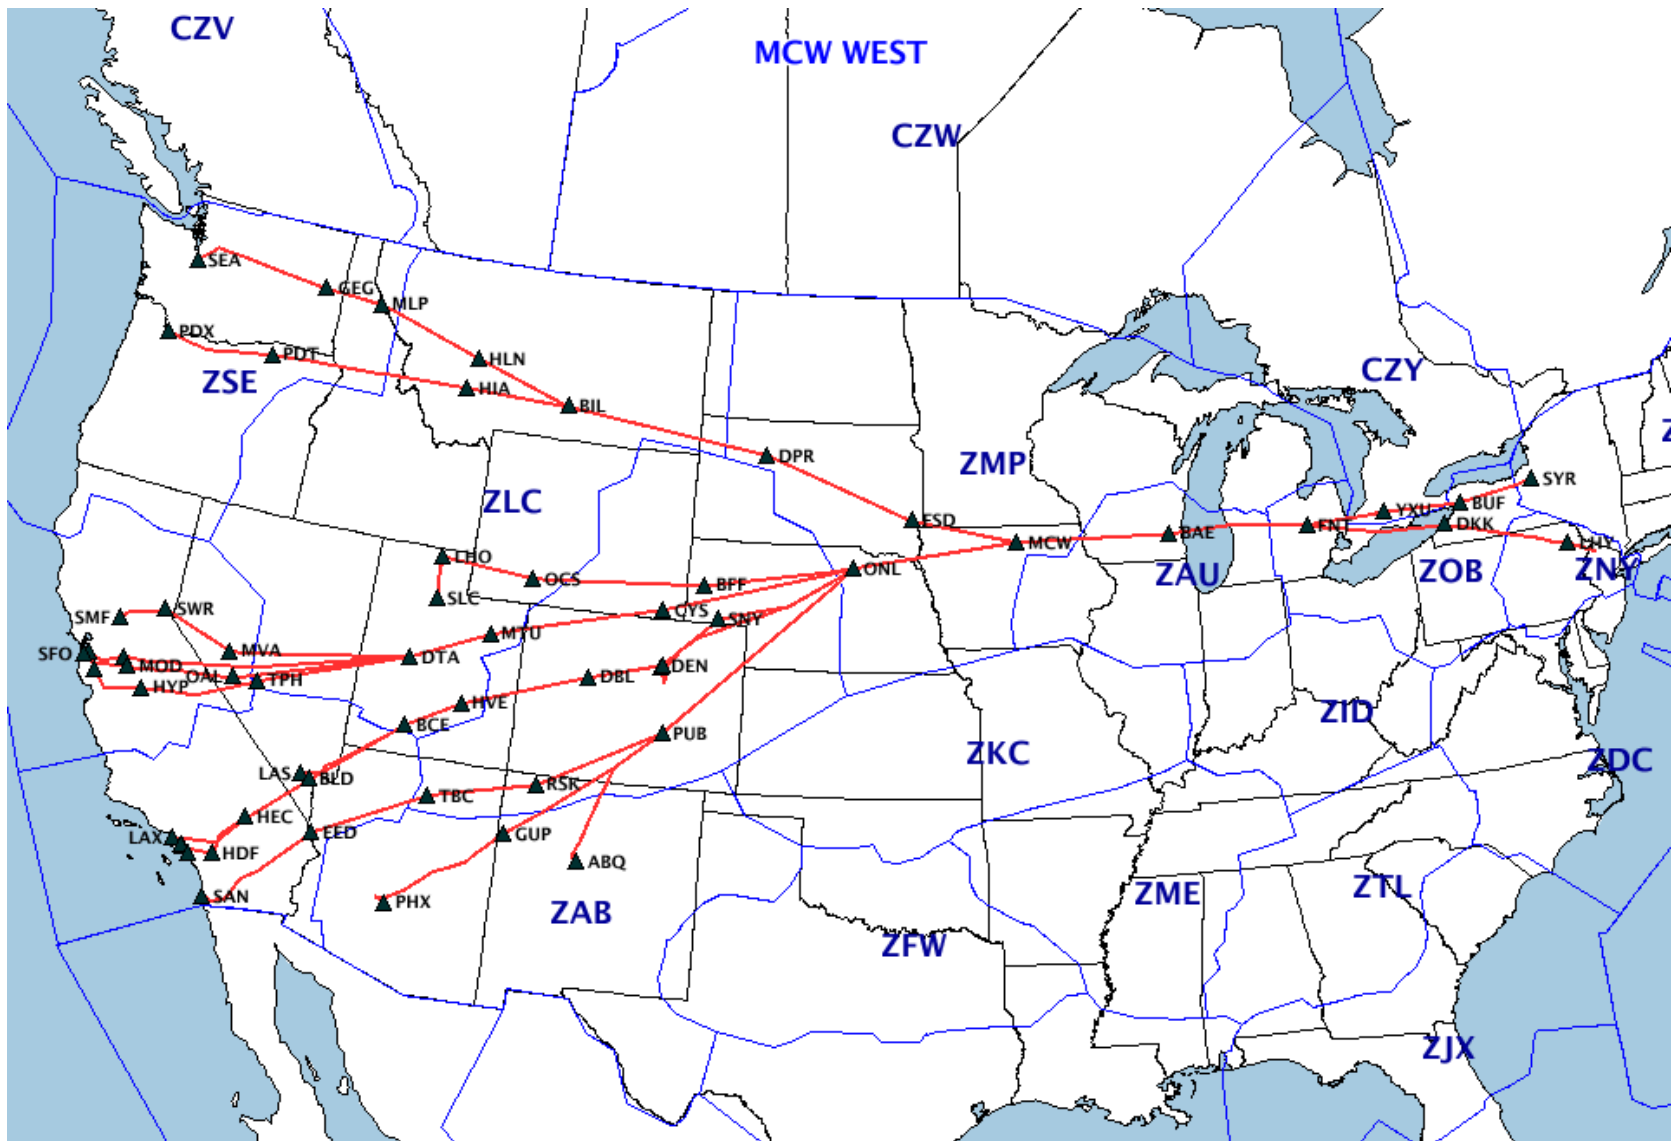 CZV
MCW WEST
CZW
SEA
GEG
MLP
PDX
PDT
HLN
HIA
BIL
ZSE
CZY
DPR
ZMP
ZLC
SYR
YXU
BUF
ESD
FNT
DKK
BAE
MCW
LHY
LHO
OCS
ONL
ZAU
ZOB
ZNY
BFF
SLC
SMF
SWR
CYS
SNY
MTU
SFO
MOD
MVA
DTA
OAL
TPH
HYP
DBL
DEN
HVE
BCE
PUB
ZID
ZKC
ZDC
LAS
BLD
RSK
TBC
HEC
LAX
EED
GUP
HDF
ABQ
SAN
PHX
ZAB
ZME
ZTL
ZFW
ZJX